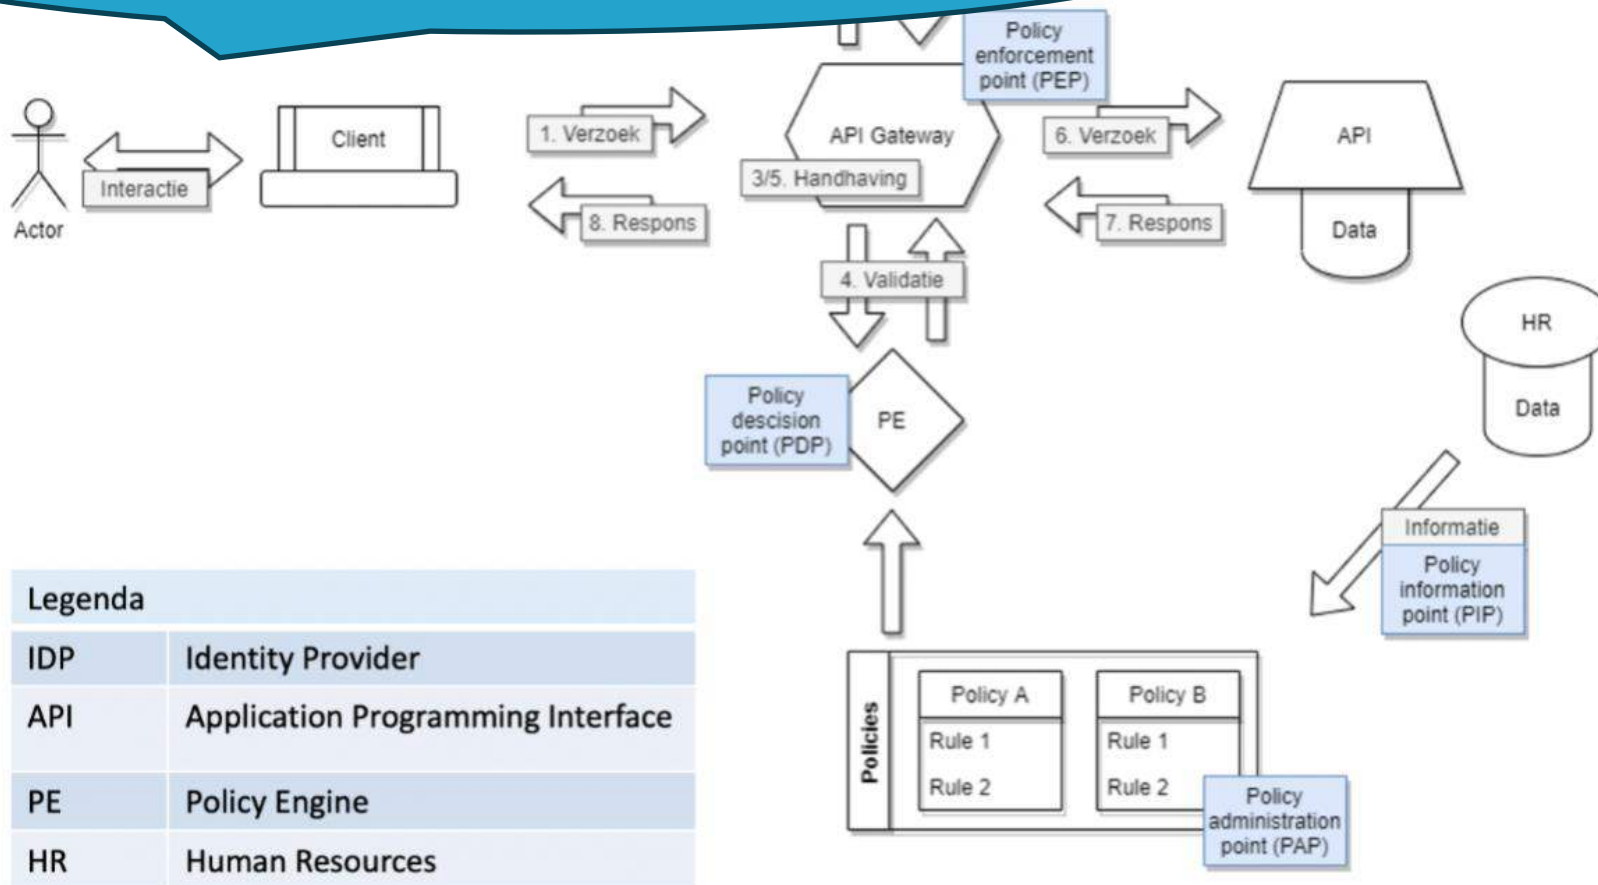 Policy
enforcement
point (PEP)
Client
1. Verzoek
API Gateway
6. Verzoek
API
Interactie
3/5. Handhaving
Actor
8. Respons
7. Respons
Data
4. Validatie
HR
Policy
descision
point (PDP)
PE
Data
Informatie
Policy
information
point (PIP)
Legenda
IDP Identity Provider
API Application Programming Interface
PE Policy Engine
HR Human Resources
Policies
Policy A
Rule 1
Rule 2
Policy B
Rule 1
Rule 2
Policy
administration
point (PAP)